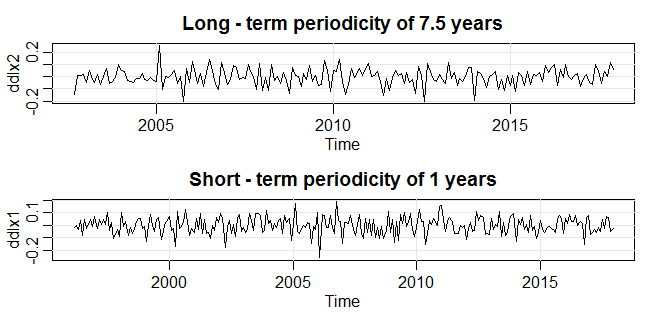 Long - term periodicity of 7.5 years
0.2
-0.2
ddlx2
2005
2010
2015
Time
Short - term periodicity of 1 years
0.1
-0.2
ddlx1
2000
2005
2010
2015
Time